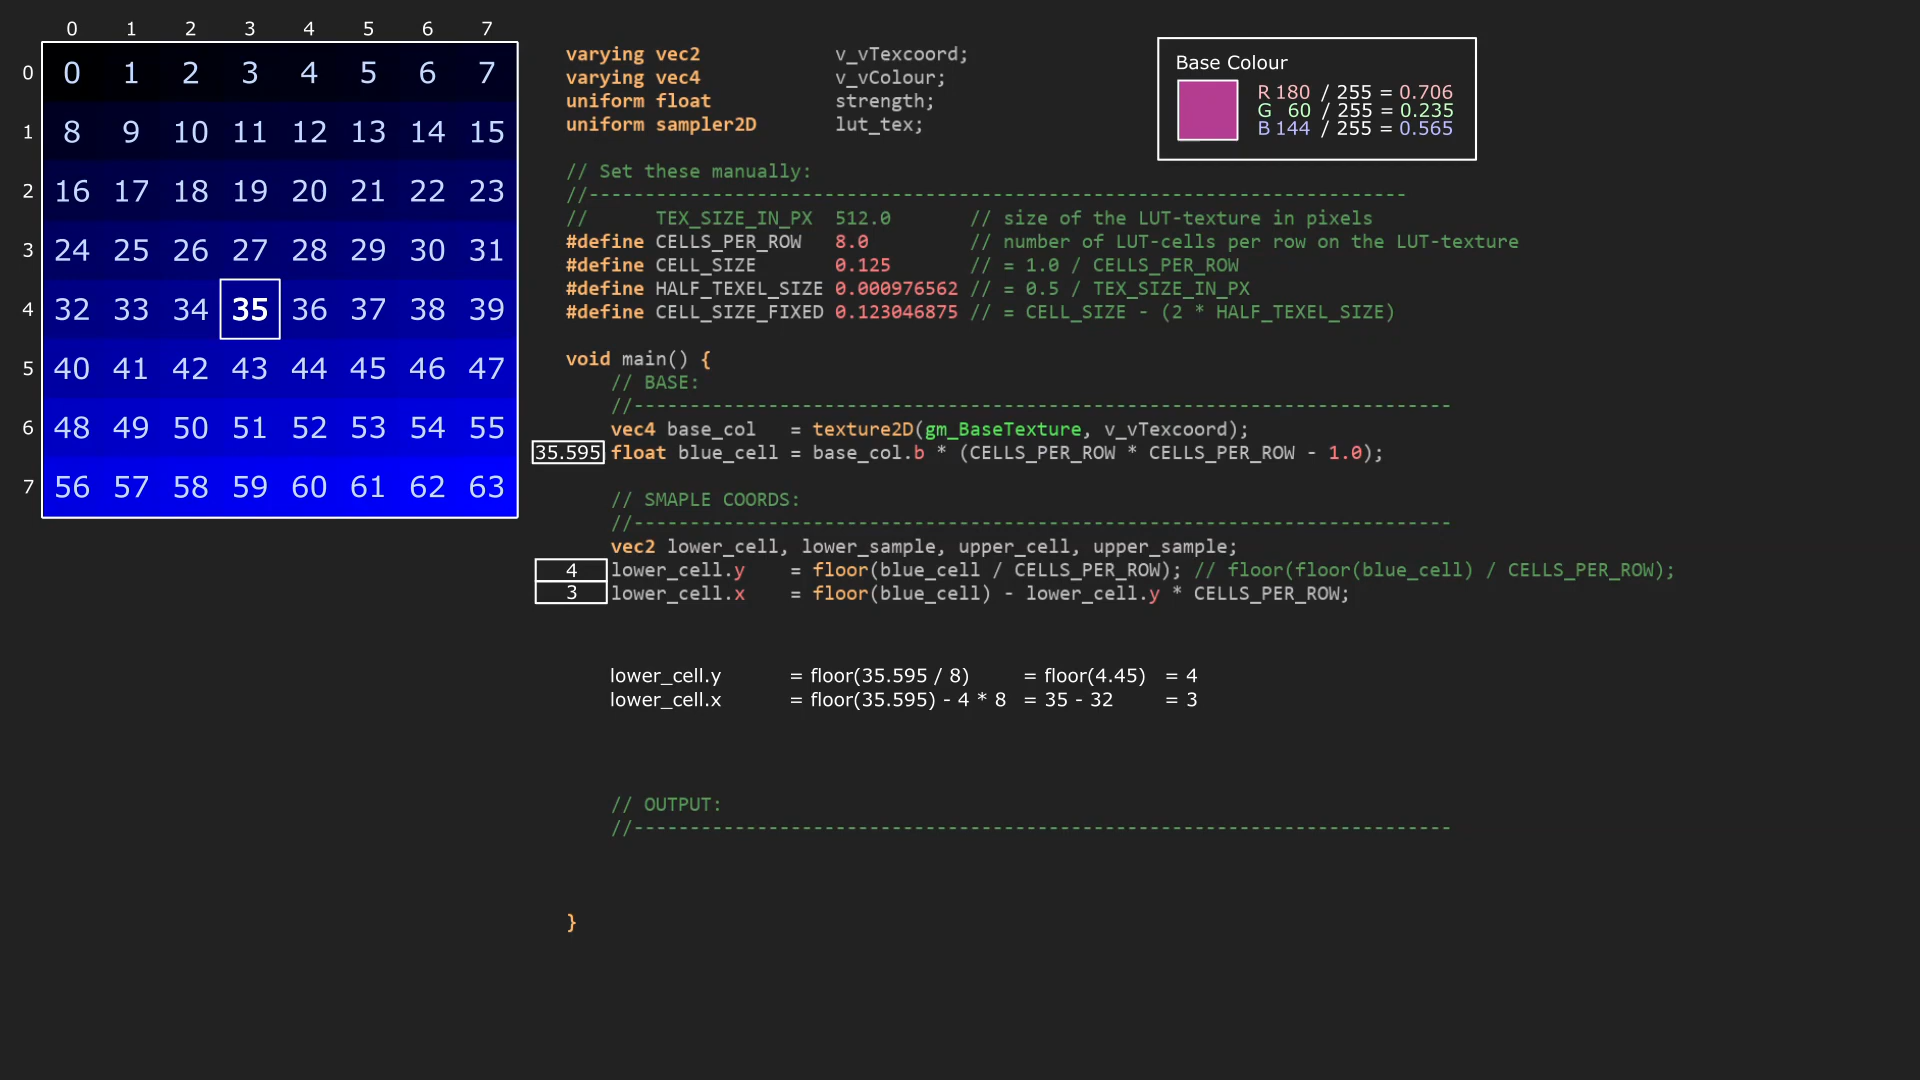 0 1 2 3 4 5 6 7
0 0 1 2 3 4 5 6 7
1 8 9 10 11 12 13 14 15
2 16 17 18 19 20 21 22 23
3 24 25 26 27 28 29 30 31
4 32 33 34 35 36 37 38 39
5 40 41 42 43 44 45 46 47
6 48 49 50 51 52 53 54 55
7 56 57 58 59 60 61 62 63
varying vec2 v_vTexcoord;
varying vec4 v_vColour;
uniform float strength;
uniform sampler2D lut_tex;
Base Colour
R 180 / 255 = 0.706
G 60 / 255 = 0.235
B 144 / 255 = 0.565
// Set these manually:
//-------------------------------------------------------------------------
// TEX_SIZE_IN_PX 512.0 // size of the LUT-texture in pixels
#define CELLS_PER_ROW 8.0 // number of LUT-cells per row on the LUT-texture
#define CELL_SIZE 0.125 // = 1.0 / CELLS_PER_ROW
#define HALF_TEXEL_SIZE 0.000976562 // = 0.5 / TEX_SIZE_IN_PX
#define CELL_SIZE_FIXED 0.123046875 // = CELL_SIZE - (2 * HALF_TEXEL_SIZE)
void main() {
// BASE:
//-------------------------------------------------------------------------
vec4 base_col = texture2D(gm_BaseTexture, v_vTexcoord);
35.595 float blue_cell = base_col.b * (CELLS_PER_ROW * CELLS_PER_ROW - 1.0);
// SMAPLE COORDS:
//-------------------------------------------------------------------------
vec2 lower_cell, lower_sample, upper_cell, upper_sample;
4 lower_cell.y = floor(blue_cell / CELLS_PER_ROW); // floor(floor(blue_cell) / CELLS_PER_ROW);
3 lower_cell.x = floor(blue_cell) - lower_cell.y * CELLS_PER_ROW;
lower_cell.y = floor(35.595 / 8) = floor(4.45) = 4
lower_cell.x = floor(35.595) - 4 * 8 = 35 - 32 = 3
// OUTPUT:
//-------------------------------------------------------------------------
}